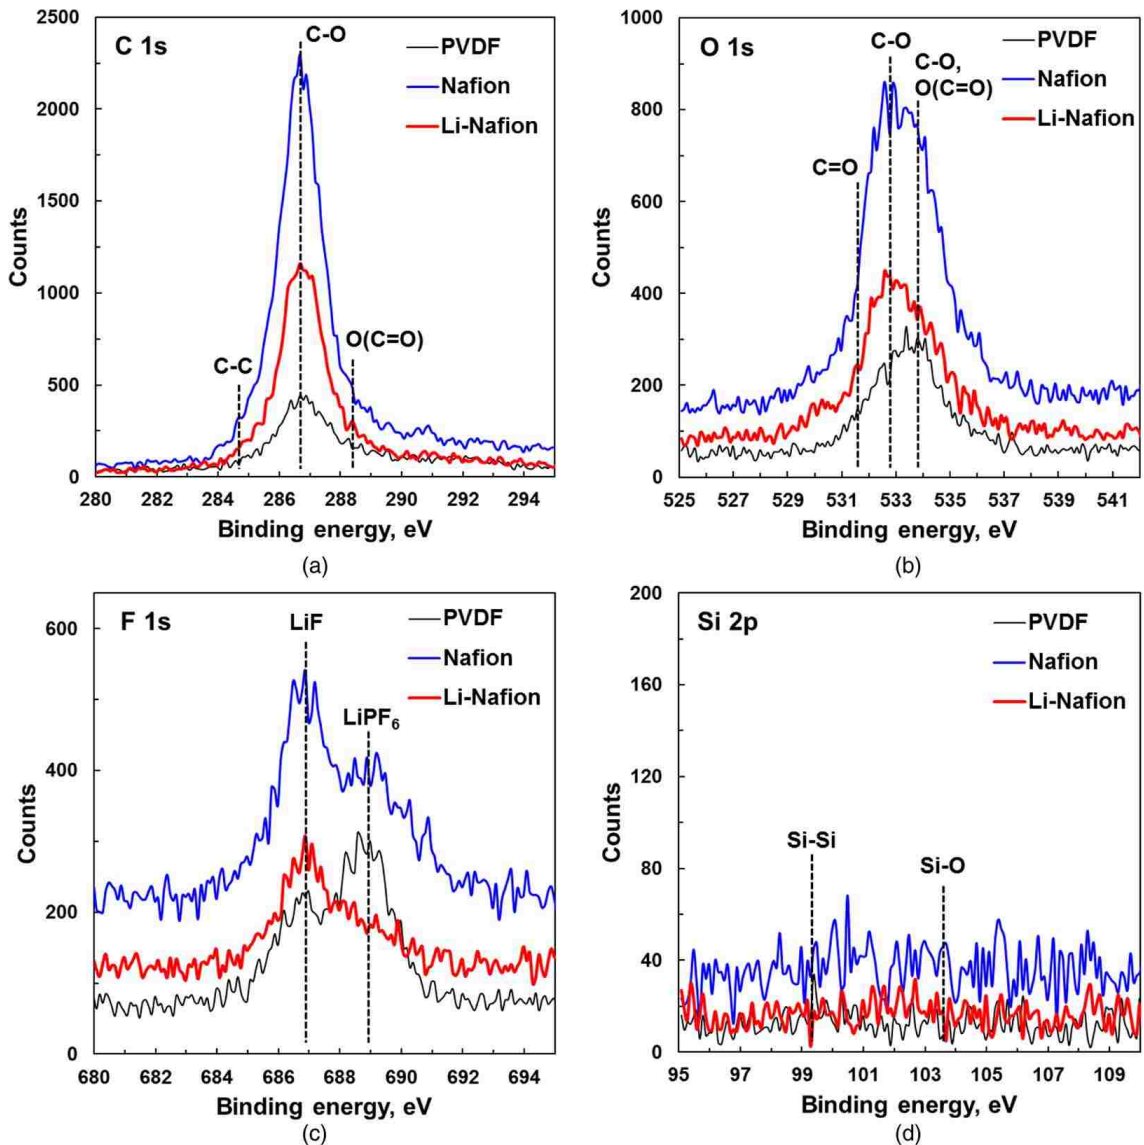 C 1s
C-O
PVDF
Nafion
Li-Nafion
C-C
O(C=O)
Counts
2500
2000
1500
1000
500
0
280 282 284 286 288 290 292 294
Binding energy, eV
(a)
O 1s
C-O
C-O,
O(C=O)
C=O
PVDF
Nafion
Li-Nafion
Counts
1000
800
600
400
200
0
525 527 529 531 533 535 537 539 541
Binding energy, eV
(b)
F 1s
LiF
LiPF6
PVDF
Nafion
Li-Nafion
Counts
600
400
200
0
680 682 684 686 688 690 692 694
Binding energy, eV
(c)
Si 2p
PVDF
Nafion
Li-Nafion
Si-Si
Si-O
Counts
200
160
120
80
40
0
95 97 99 101 103 105 107 109
Binding energy, eV
(d)